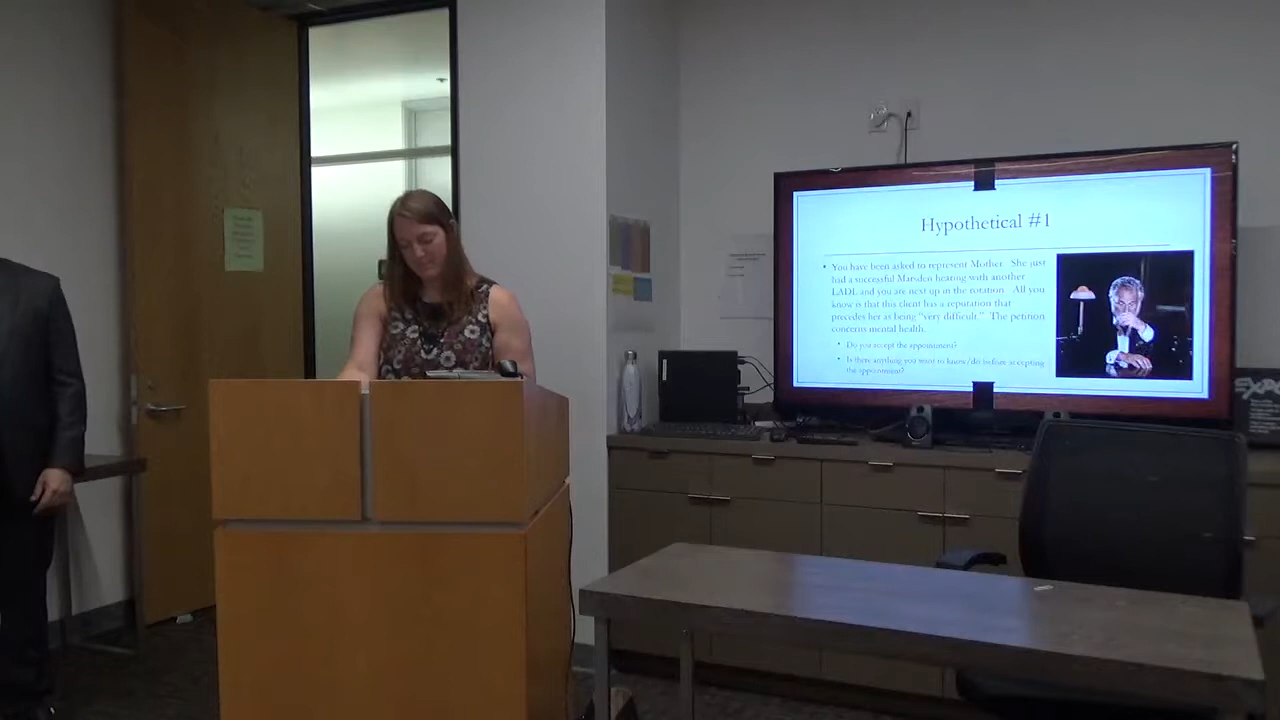 Hypothetical #1
• You have been asked to represent Mother. She just
had a successful Marsden hearing with another
LADL and you are next up in the rotation. All you
know is that this client has a reputation that
precedes her as being "very difficult." The petition
concerns mental health.
• Do you accept the appointment?
• Is there anything you want to know/do before accepting
the appointment?